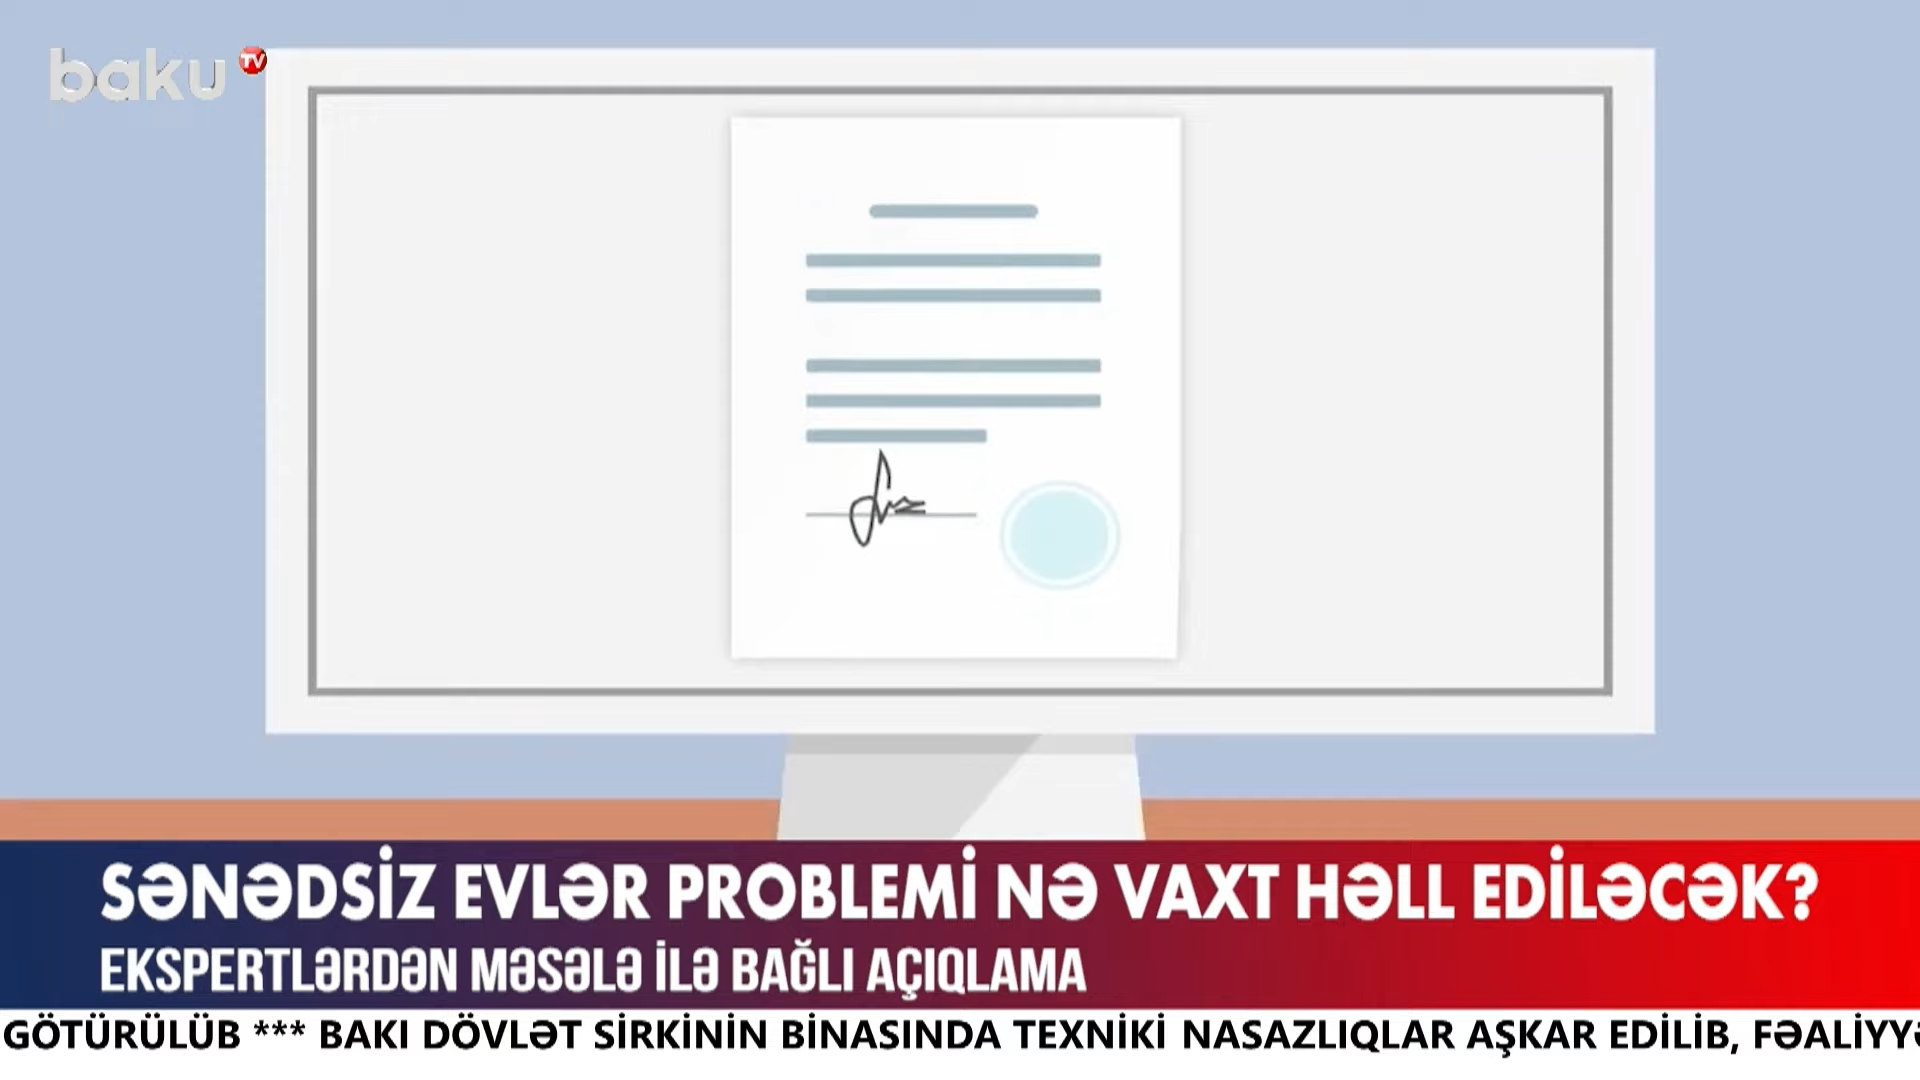 baku TV
SƏNƏDSİZ EVLƏR PROBLEMİ NƏ VAXT HƏLL EDİLƏCƏK?
EKSPERTLƏRDƏN MƏSƏLƏ İLƏ BAĞLI AÇIQLAMA
GÖTÜRÜLÜB *** BAKI DÖVLƏT SİRKİNİN BİNASINDA TEXNİKİ NASAZLIQLAR AŞKAR EDİLİB, FƏALİYYƏ